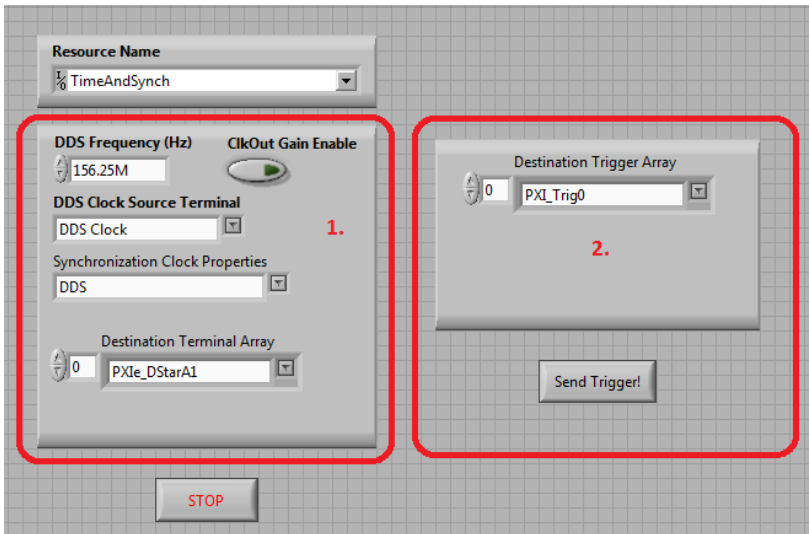 Resource Name
I/O TimeAndSynch
DDS Frequency (Hz)
ClkOut Gain Enable
156.25M
DDS Clock Source Terminal
DDS Clock
1.
Synchronization Clock Properties
DDS
Destination Terminal Array
0
PXIe_DStarA1
STOP
Destination Trigger Array
0
PXI_Trig0
2.
Send Trigger!